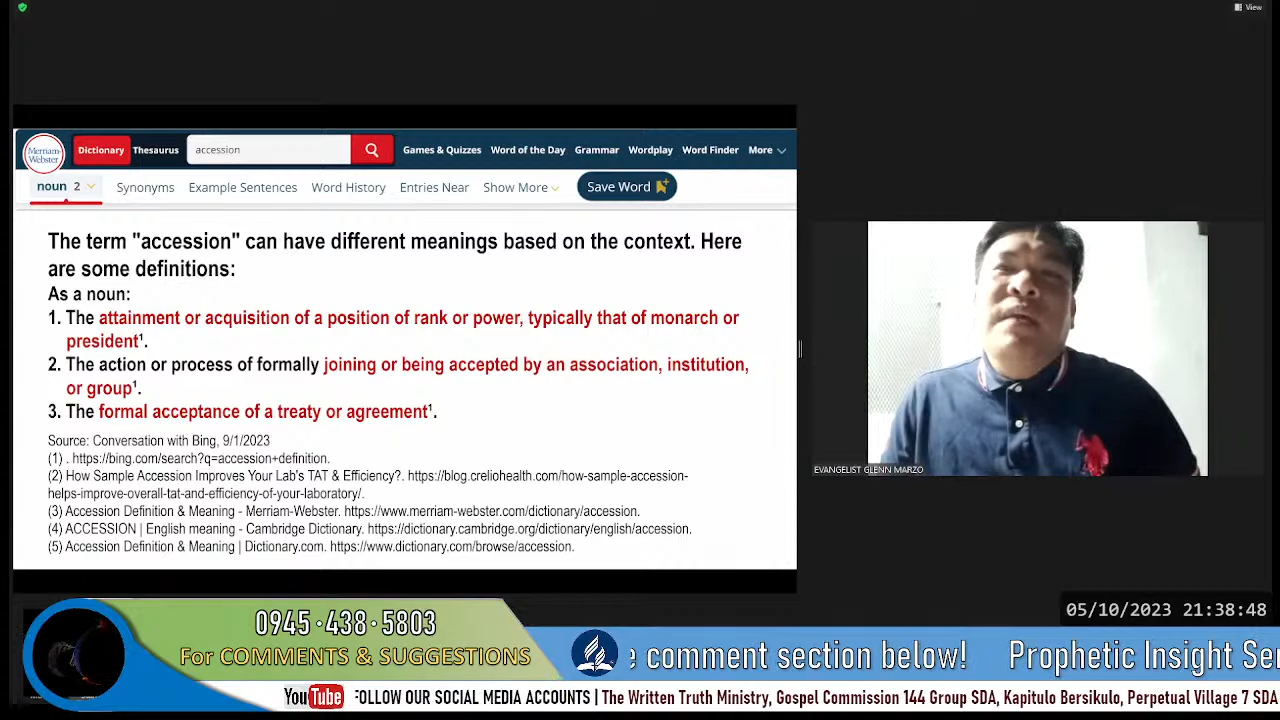 View
Merriam-
Webster
Dictionary
Thesaurus
accession
Games & Quizzes
Word of the Day
Grammar
Wordplay
Word Finder
More
noun 2
Synonyms
Example Sentences
Word History
Entries Near
Show More
Save Word
The term "accession" can have different meanings based on the context. Here
are some definitions:
As a noun:
1. The attainment or acquisition of a position of rank or power, typically that of monarch or
president¹.
2. The action or process of formally joining or being accepted by an association, institution,
or group¹.
3. The formal acceptance of a treaty or agreement¹.
Source: Conversation with Bing, 9/1/2023
(1) . https://bing.com/search?q=accession+definition.
(2) How Sample Accession Improves Your Lab's TAT & Efficiency?. https://blog.creliohealth.com/how-sample-accession-
helps-improve-overall-tat-and-efficiency-of-your-laboratory/.
(3) Accession Definition & Meaning - Merriam-Webster. https://www.merriam-webster.com/dictionary/accession.
(4) ACCESSION | English meaning - Cambridge Dictionary. https://dictionary.cambridge.org/dictionary/english/accession.
(5) Accession Definition & Meaning | Dictionary.com. https://www.dictionary.com/browse/accession.
EVANGELIST GLENN MARZO
05/10/2023 21:38:48
0945·438·5803
For COMMENTS & SUGGESTIONS
e comment section below! Prophetic Insight Se
YouTube
FOLLOW OUR SOCIAL MEDIA ACCOUNTS | The Written Truth Ministry, Gospel Commission 144 Group SDA, Kapitulo Bersikulo, Perpetual Village 7 SDA